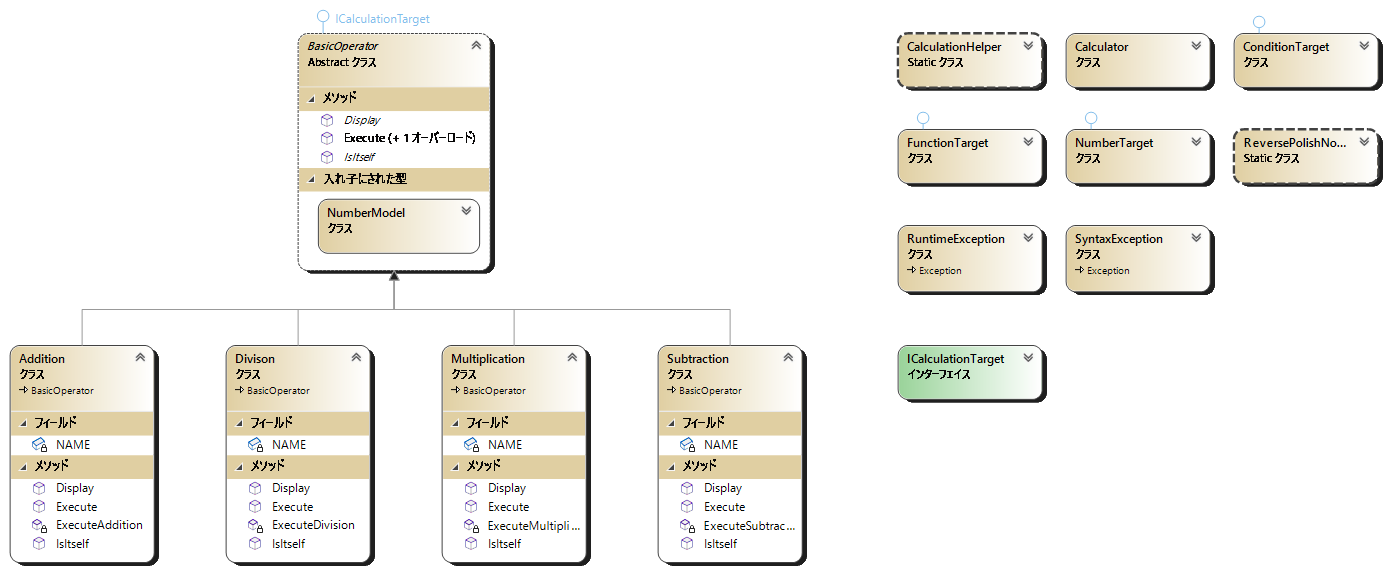 ICalculationTarget
BasicOperator
Abstract クラス
メソッド
Display
Execute (+ 1 オーバーロード)
IsItself
入れ子にされた型
NumberModel
クラス
Addition
クラス
BasicOperator
フィールド
NAME
メソッド
Display
Execute
ExecuteAddition
IsItself
Divison
クラス
BasicOperator
フィールド
NAME
メソッド
Display
Execute
ExecuteDivision
IsItself
Multiplication
クラス
BasicOperator
フィールド
NAME
メソッド
Display
Execute
ExecuteMultipli...
IsItself
Subtraction
クラス
BasicOperator
フィールド
NAME
メソッド
Display
Execute
ExecuteSubtrac...
IsItself
CalculationHelper
Static クラス
Calculator
クラス
ConditionTarget
クラス
FunctionTarget
クラス
NumberTarget
クラス
ReversePolishNo...
Static クラス
RuntimeException
クラス
Exception
SyntaxException
クラス
Exception
ICalculationTarget
インターフェイス